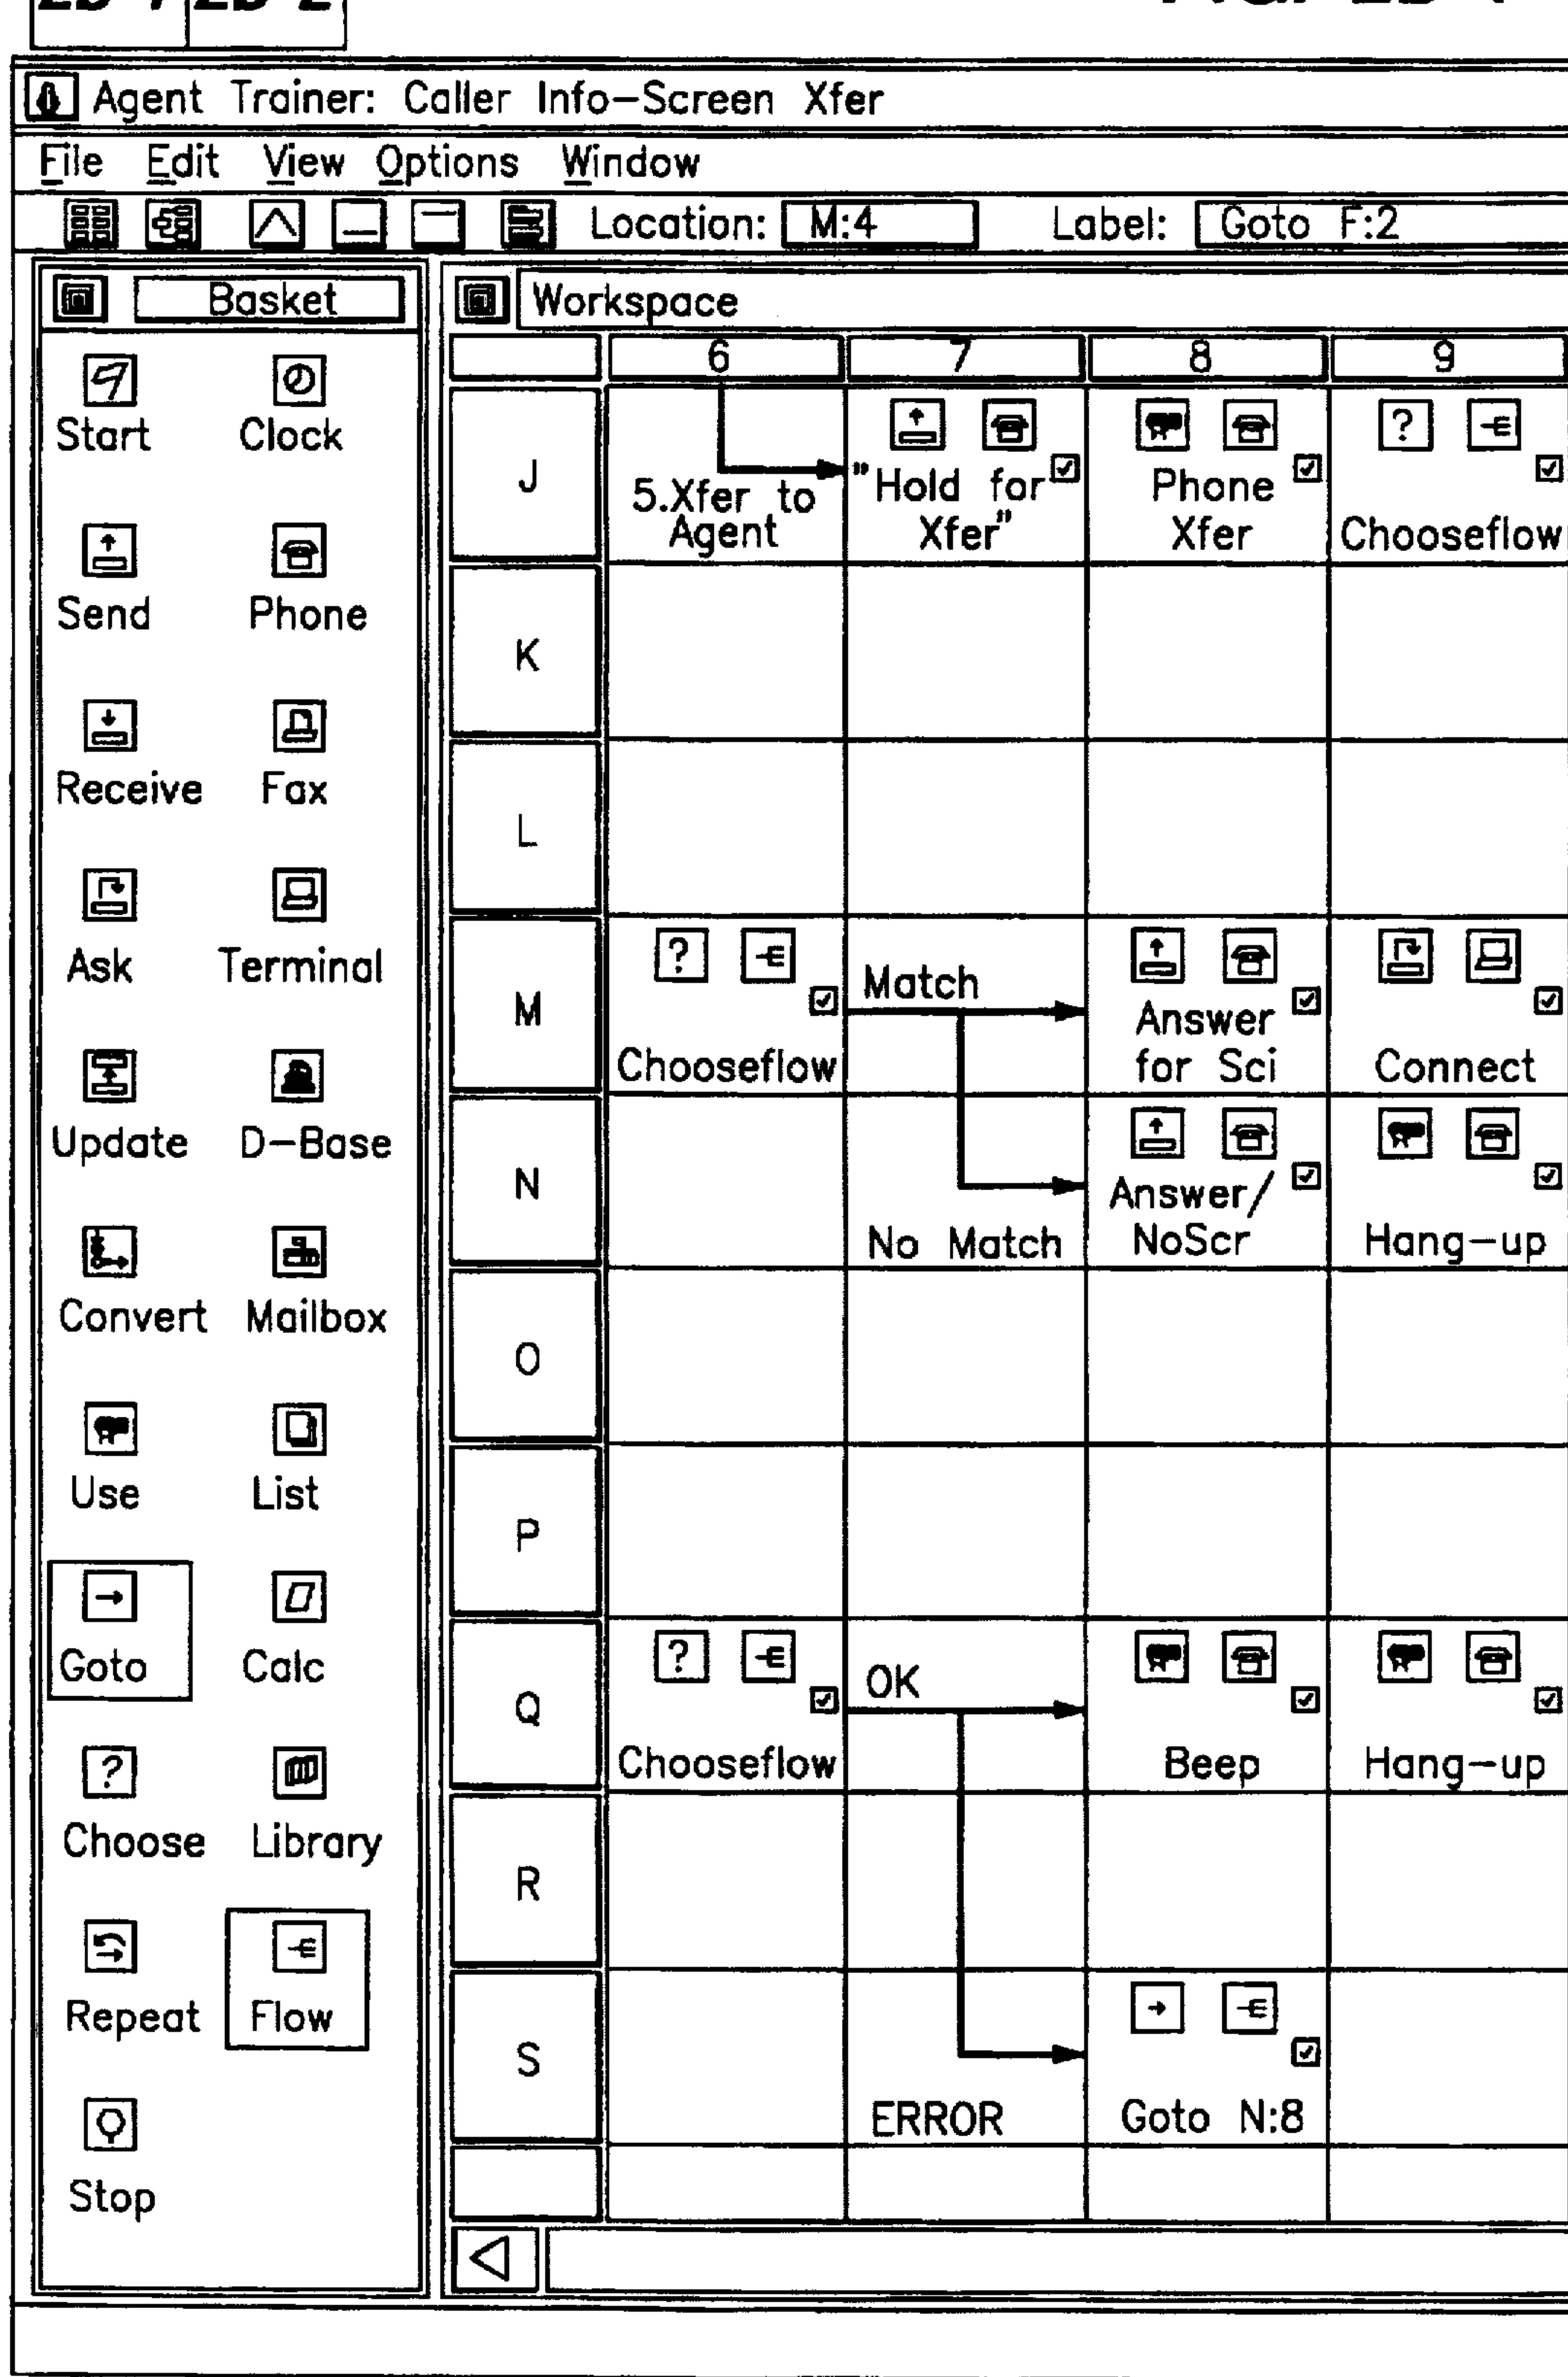 Agent Trainer: Caller Info-Screen Xfer
File Edit View Options Window
Location: M:4 Label: Goto F:2
Basket
Start Clock
Send Phone
Receive Fax
Ask Terminal
Update D-Base
Convert Mailbox
Use List
Goto Calc
Choose Library
Repeat Flow
Stop
Workspace
6 7 8 9
J
5.Xfer to
Agent
"Hold for
Xfer"
Phone
Xfer
?
Chooseflow
K
L
M
?
Chooseflow
Match
Answer
for Sci
Connect
N
No Match
Answer/
NoScr
Hang-up
O
P
Q
?
Chooseflow
OK
Beep
Hang-up
R
S
ERROR
Goto N:8